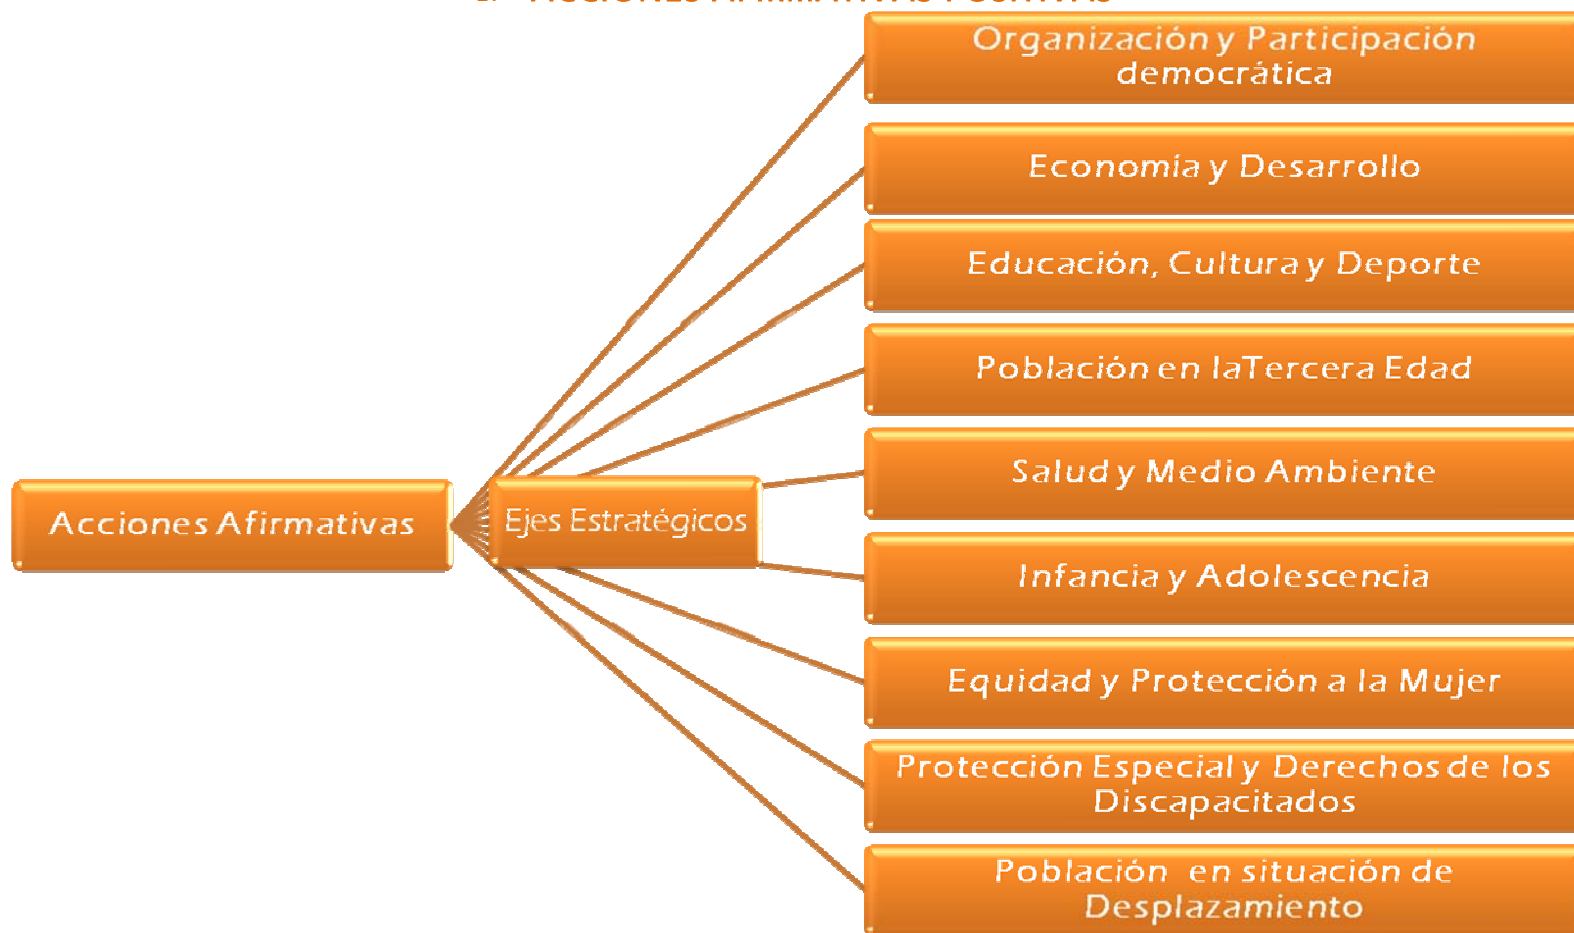 Organización y Participación
democrática
Economía y Desarrollo
Educación, Cultura y Deporte
Población en laTercera Edad
Salud y Medio Ambiente
Acciones Afirmativas
Ejes Estratégicos
Infancia y Adolescencia
Equidad y Protección a la Mujer
Protección Especial y Derechos de los
Discapacitados
Población en situación de
Desplazamiento